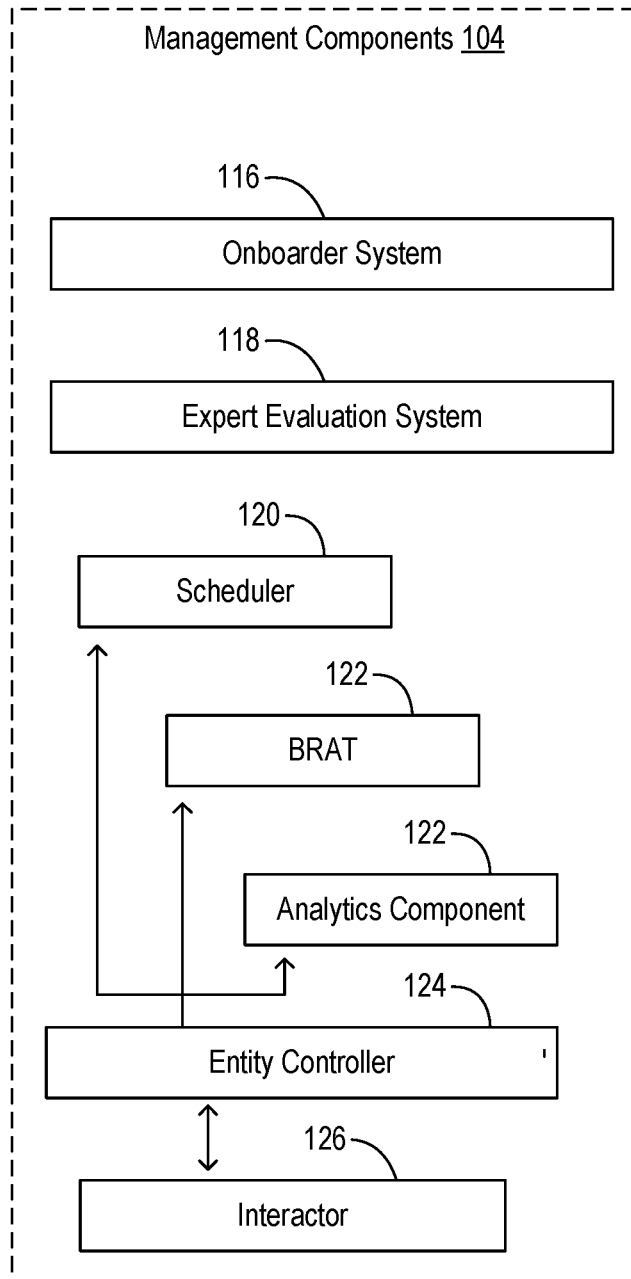 Management Components 104
116
Onboarder System
118
Expert Evaluation System
120
Scheduler
122
BRAT
122
Analytics Component
124
Entity Controller '
126
Interactor